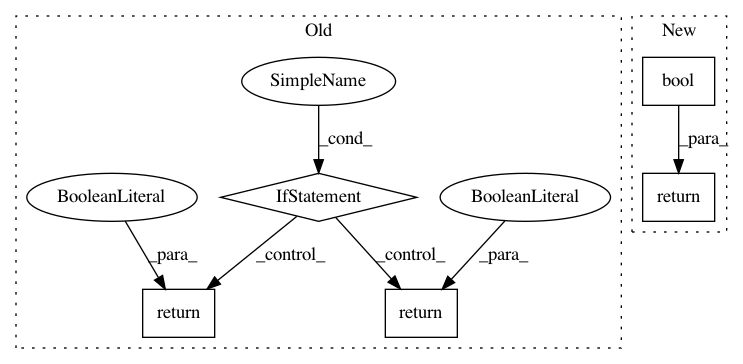 Old
New
SimpleName
bool
_cond_
_para_
BooleanLiteral
IfStatement
BooleanLiteral
return
_para_
_control_
_control_
_para_
return
return